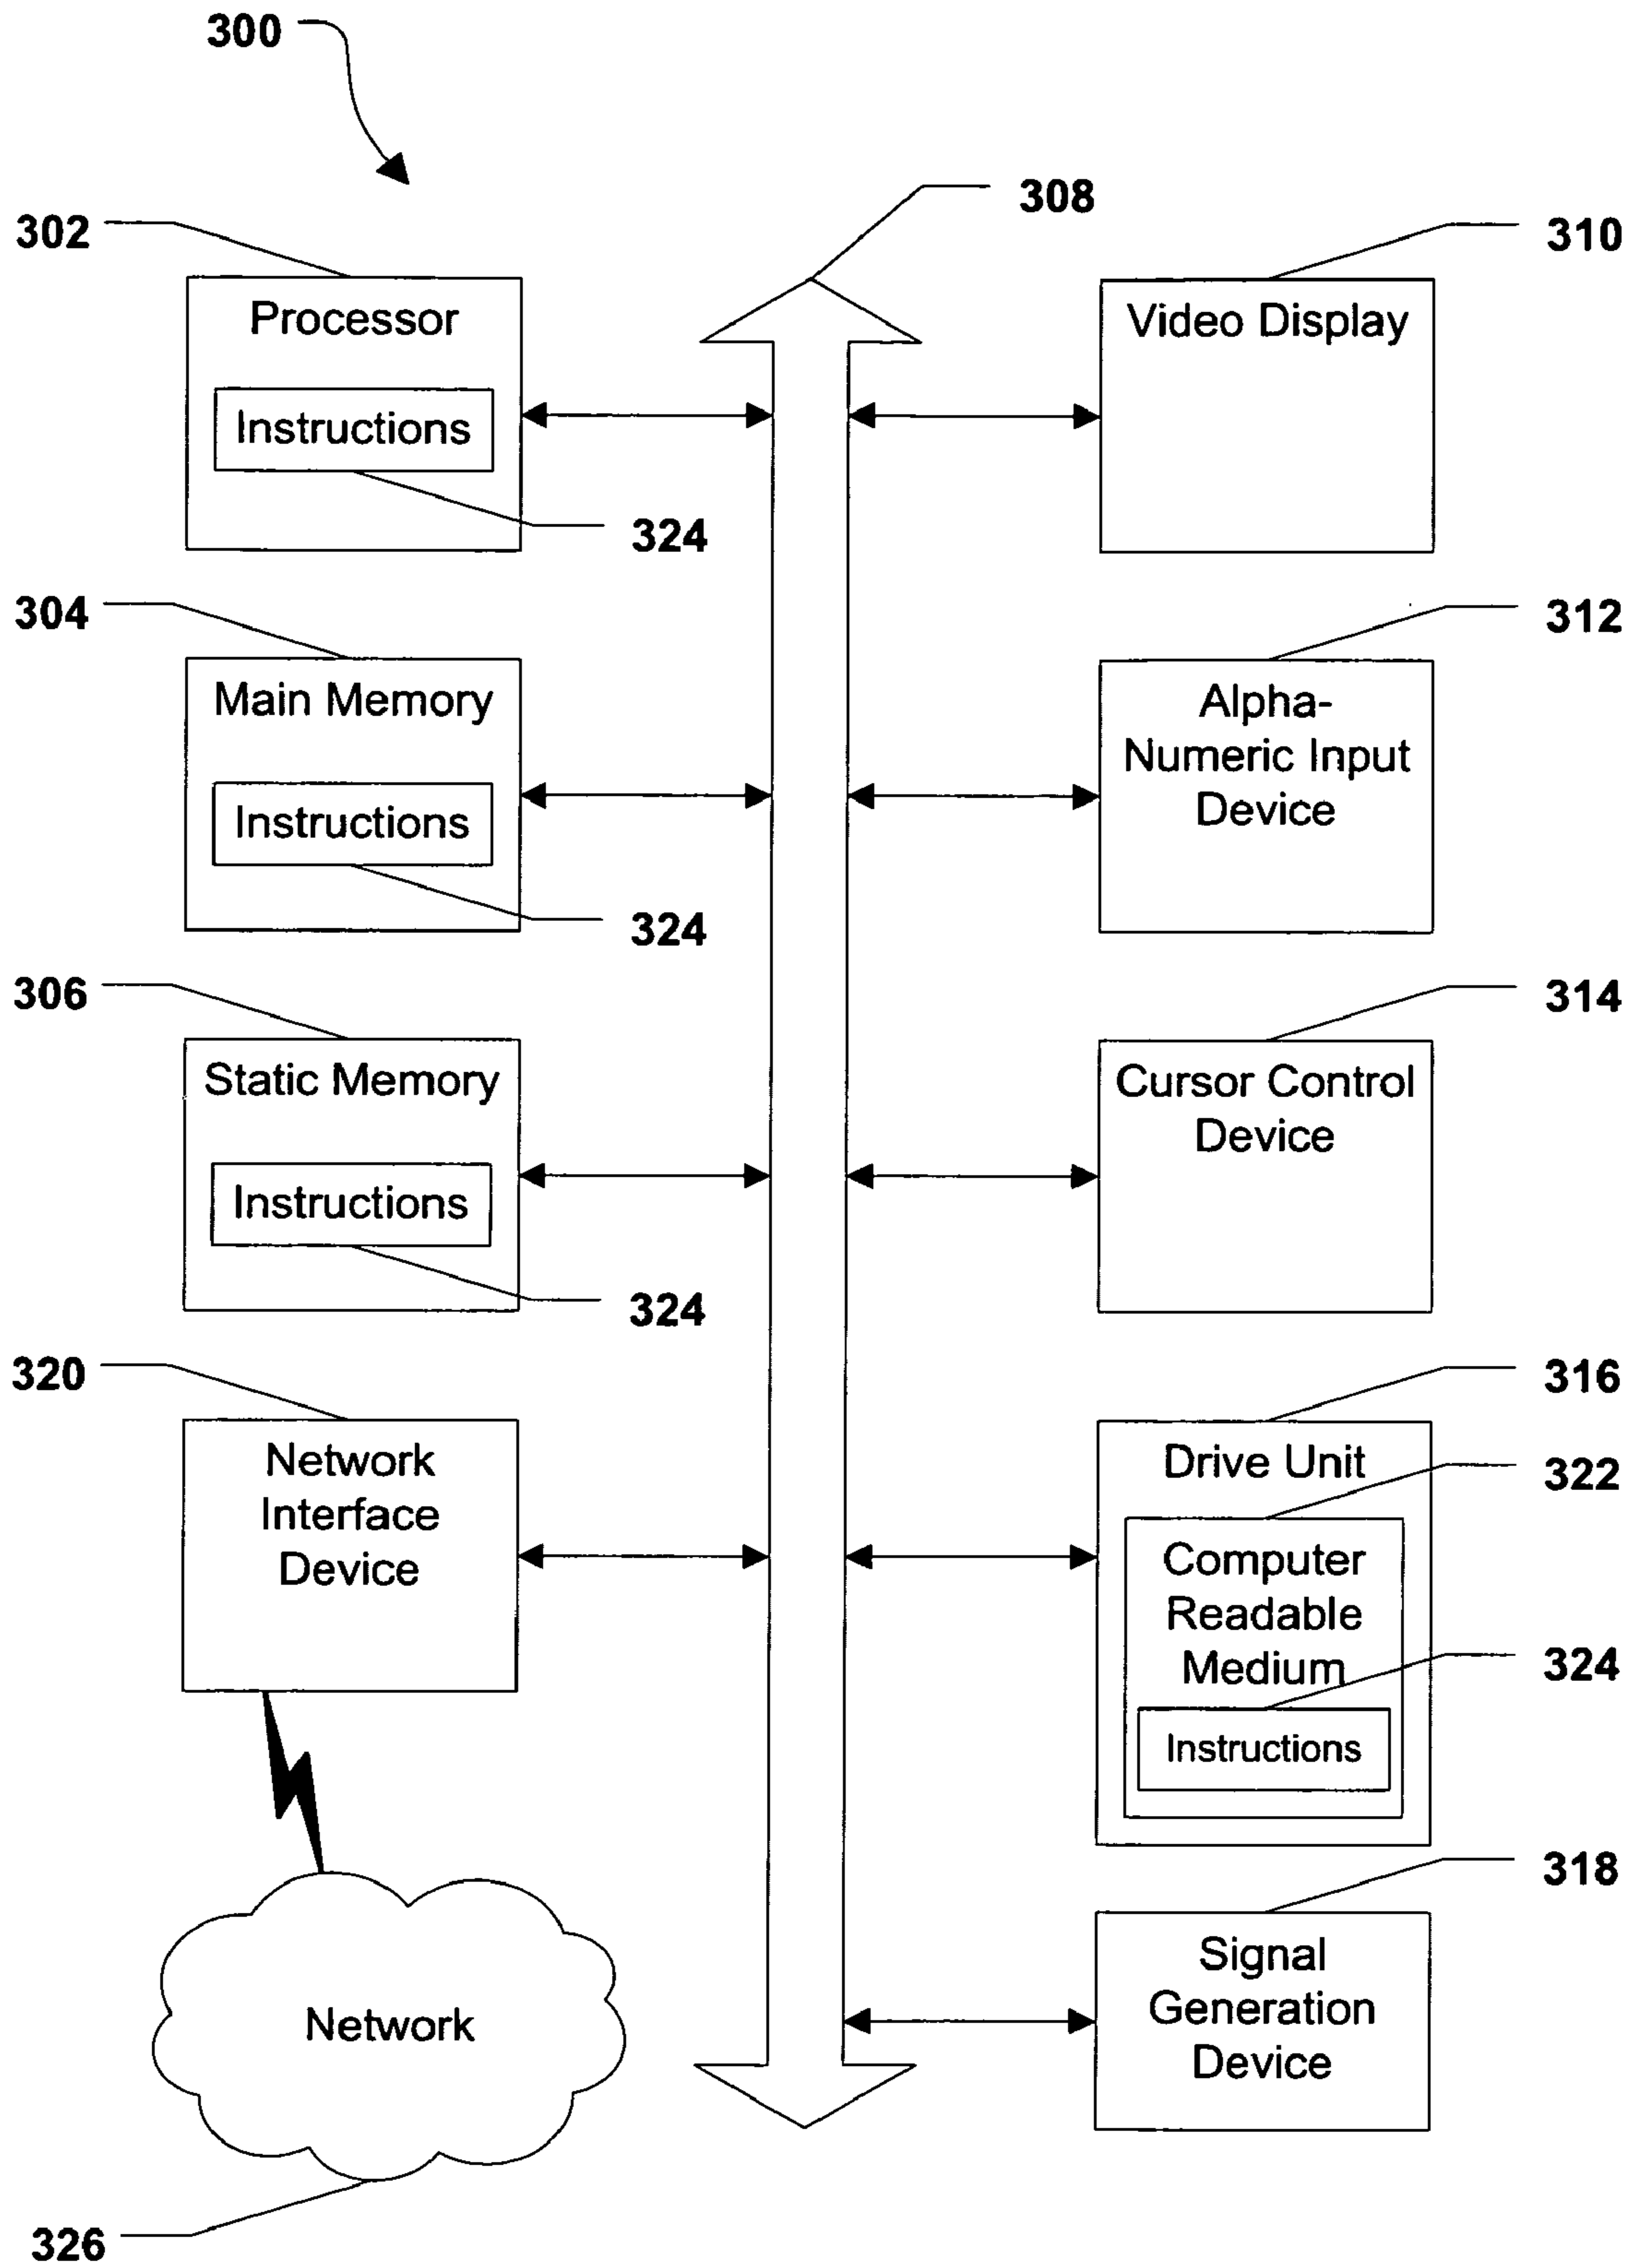 300
308
302
310
Processor
Video Display
Instructions
324
304
312
Main Memory
Alpha-
Numeric Input
Device
Instructions
324
306
314
Static Memory
Cursor Control
Device
Instructions
324
320
316
Network
Interface
Device
Drive Unit
322
Computer
Readable
Medium
324
Instructions
318
Signal
Generation
Device
Network
326